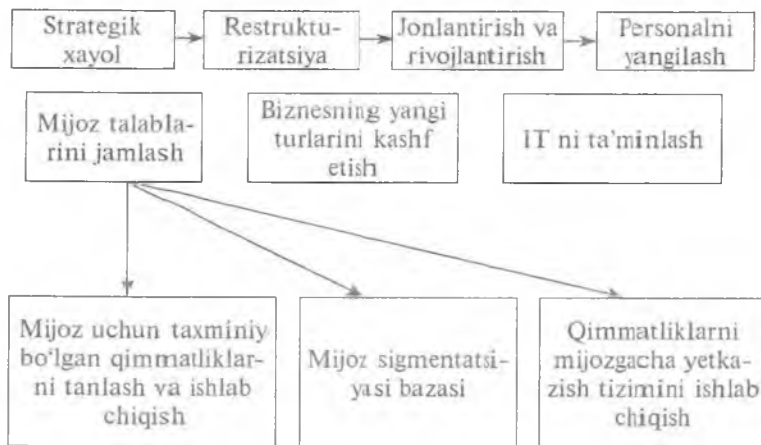 Strategik
xayol
Restruktu-
rizatsiya
Jonlantirish va
rivojlantirish
Personalni
yangilash
Mijoz talabla-
rini jamlash
Biznesning yangi
turlarini kashf
etish
IT ni ta'minlash
Mijoz uchun taxminiy
bo'lgan qimmatliklar-
ni tanlash va ishlab
chiqish
Mijoz sigmentatsi-
yasi bazasi
Qimmatliklarni
mijozgacha yetka-
zish tizimini ishlab
chiqish